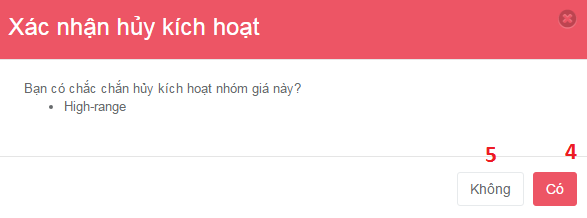 Xác nhận hủy kích hoạt
Bạn có chắc chắn hủy kích hoạt nhóm giá này?
• High-range
5
4
Không
Có